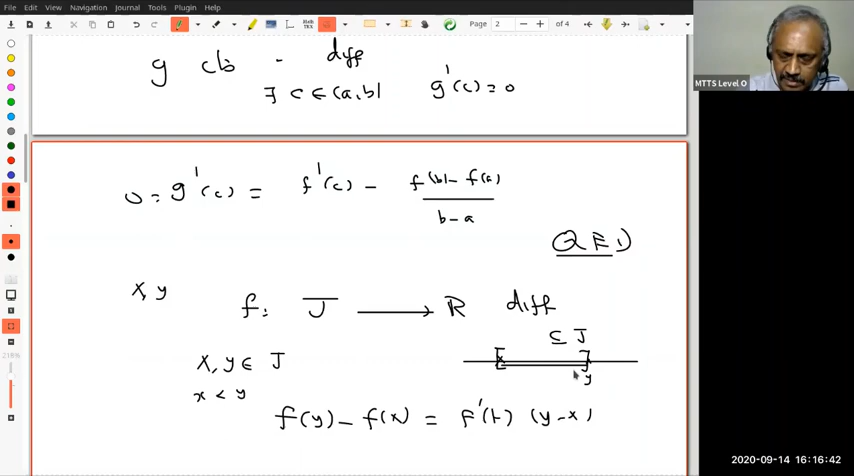 File Edit View Navigation Journal Tools Plugin Help
Page 2 of 4
g cts · diff
∃ c ∈ (a,b) g'(c) = 0
0 = g'(c) = f'(c) - f(b) - f(a)
b - a
QED
x, y
f: J → R diff
⊆ J
x, y ∈ J
x
y
x < y
f(y) - f(x) = f'(t) (y-x)
219%
MTTS Level O
2020-09-14 16:16:42